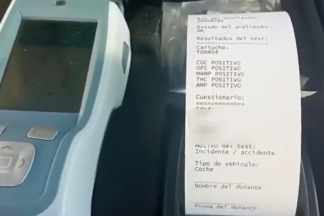 Estado del analizador:
OK
Resultados del test:
Cartucho:
TOX404
COC POSITIVO
OPI POSITIVO
MAMP POSITIVO
THC POSITIVO
AMP POSITIVO
Cuestionario:
Motivo del test:
Incidente / accidente
Tipo de vehículo:
Coche
Nombre del donante
Firma del donante